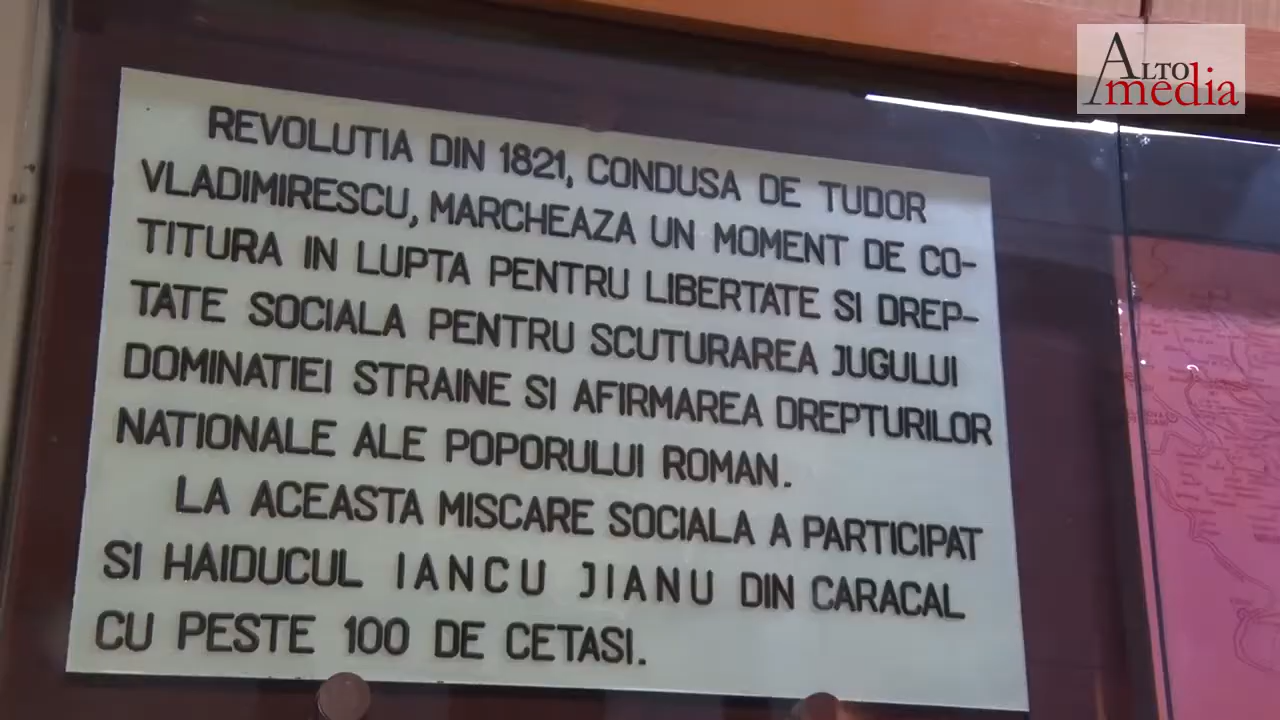 ALTO
media
REVOLUTIA DIN 1821, CONDUSA DE TUDOR
VLADIMIRESCU, MARCHEAZA UN MOMENT DE CO-
TITURA IN LUPTA PENTRU LIBERTATE SI DREP-
TATE SOCIALA PENTRU SCUTURAREA JUGULUI
DOMINATIEI STRAINE SI AFIRMAREA DREPTURILOR
NATIONALE ALE POPORULUI ROMAN.
LA ACEASTA MISCARE SOCIALA A PARTICIPAT
SI HAIDUCUL IANCU JIANU DIN CARACAL
CU PESTE 100 DE CETASI.